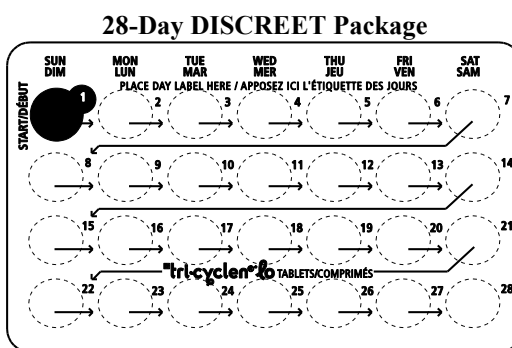 28-Day DISCREET Package
SUN MON TUE WED THU FRI SAT
DIM LUN MAR MER JEU VEN SAM
PLACE DAY LABEL HERE / APPOSEZ ICI L'ÉTIQUETTE DES JOURS
START/DÉBUT
1 2 3 4 5 6 7
8 9 10 11 12 13 14
15 16 17 18 19 20 21
tri-cyclen® lo TABLETS/COMPRIMÉS
22 23 24 25 26 27 28